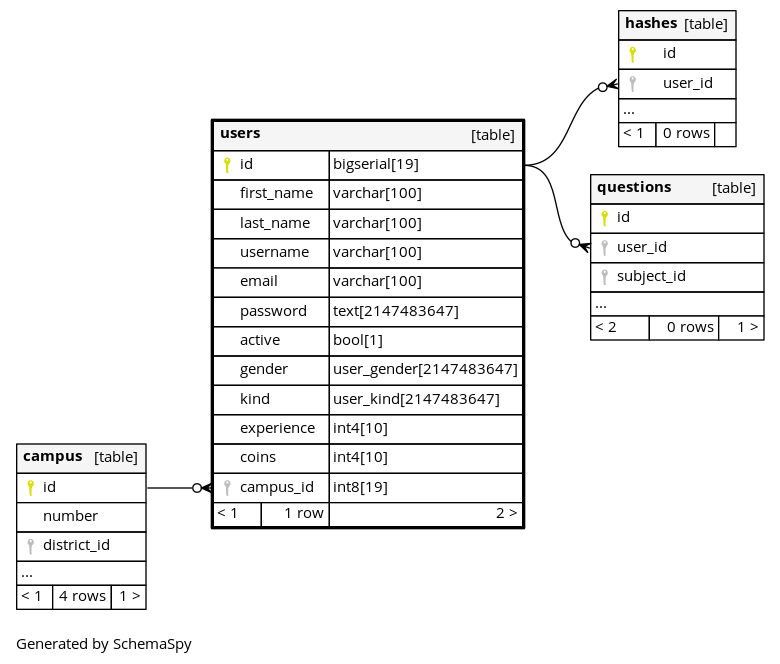 hashes [table]
id
user_id
...
< 1 0 rows
users [table]
id bigserial[19]
first_name varchar[100]
last_name varchar[100]
username varchar[100]
email varchar[100]
password text[2147483647]
active bool[1]
gender user_gender[2147483647]
kind user_kind[2147483647]
experience int4[10]
coins int4[10]
campus_id int8[19]
< 1 1 row 2 >
questions [table]
id
user_id
subject_id
...
< 2 0 rows 1 >
campus [table]
id
number
district_id
...
< 1 4 rows 1 >
Generated by SchemaSpy